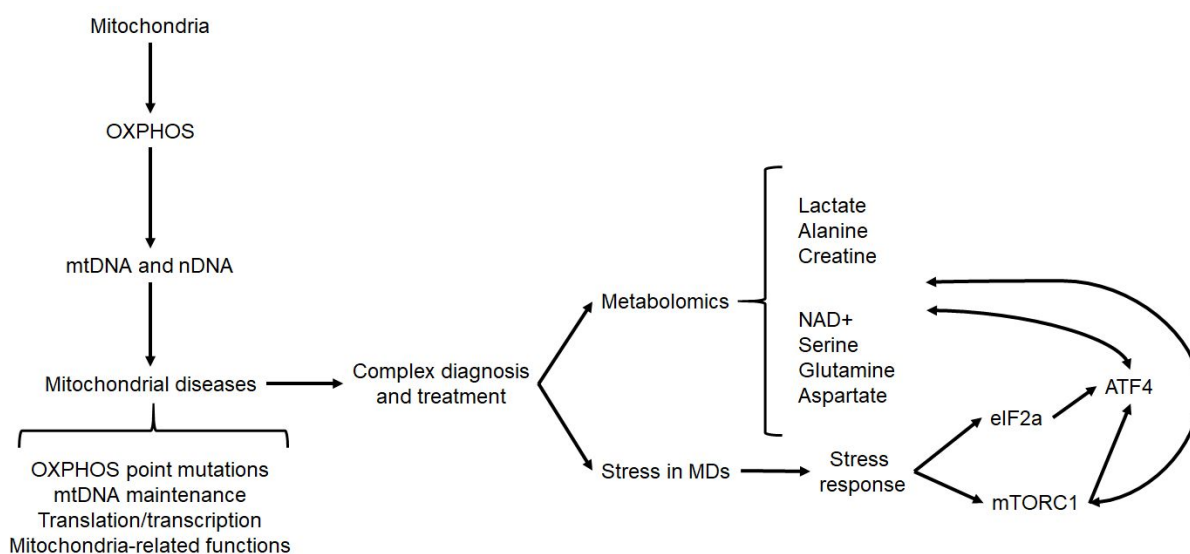 Mitochondria
OXPHOS
mtDNA and nDNA
Mitochondrial diseases
OXPHOS point mutations
mtDNA maintenance
Translation/transcription
Mitochondria-related functions
Complex diagnosis
and treatment
Metabolomics
Lactate
Alanine
Creatine
NAD+
Serine
Glutamine
Aspartate
Stress in MDs
Stress
response
eIF2a
mTORC1
ATF4